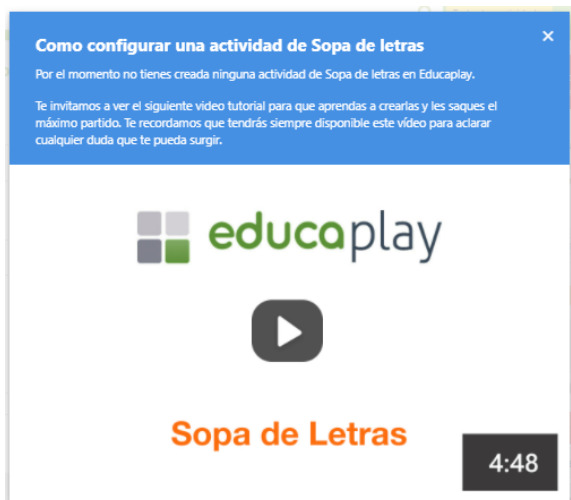 Como configurar una actividad de Sopa de letras
Por el momento no tienes creada ninguna actividad de Sopa de letras en Educaplay.
Te invitamos a ver el siguiente video tutorial para que aprendas a crearlas y les saques el
máximo partido. Te recordamos que tendrás siempre disponible este vídeo para aclarar
cualquier duda que te pueda surgir.
educaplay
Sopa de Letras
4:48